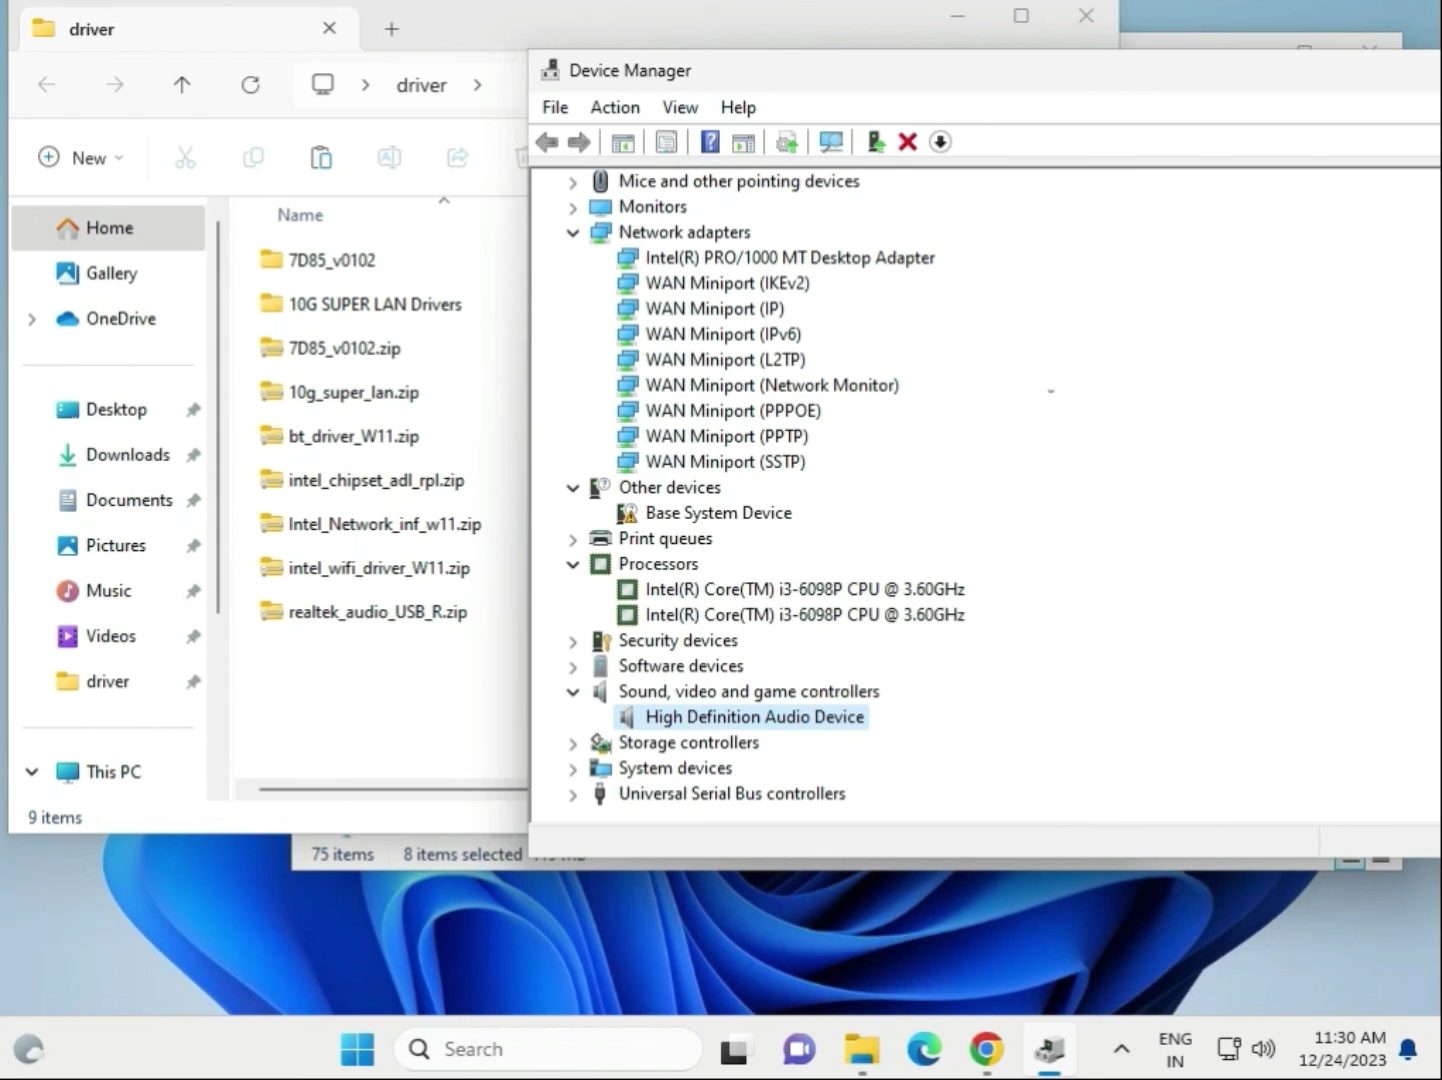 driver
driver
New
Name
Home
Gallery
OneDrive
Desktop
Downloads
Documents
Pictures
Music
Videos
driver
This PC
7D85_v0102
10G SUPER LAN Drivers
7D85_v0102.zip
10g_super_lan.zip
bt_driver_W11.zip
intel_chipset_adl_rpl.zip
Intel_Network_inf_w11.zip
intel_wifi_driver_W11.zip
realtek_audio_USB_R.zip
9 items
75 items 8 items selected
Device Manager
File Action View Help
Mice and other pointing devices
Monitors
Network adapters
Intel(R) PRO/1000 MT Desktop Adapter
WAN Miniport (IKEv2)
WAN Miniport (IP)
WAN Miniport (IPv6)
WAN Miniport (L2TP)
WAN Miniport (Network Monitor)
WAN Miniport (PPPOE)
WAN Miniport (PPTP)
WAN Miniport (SSTP)
Other devices
Base System Device
Print queues
Processors
Intel(R) Core(TM) i3-6098P CPU @ 3.60GHz
Intel(R) Core(TM) i3-6098P CPU @ 3.60GHz
Security devices
Software devices
Sound, video and game controllers
High Definition Audio Device
Storage controllers
System devices
Universal Serial Bus controllers
Search
ENG
IN
11:30 AM
12/24/2023